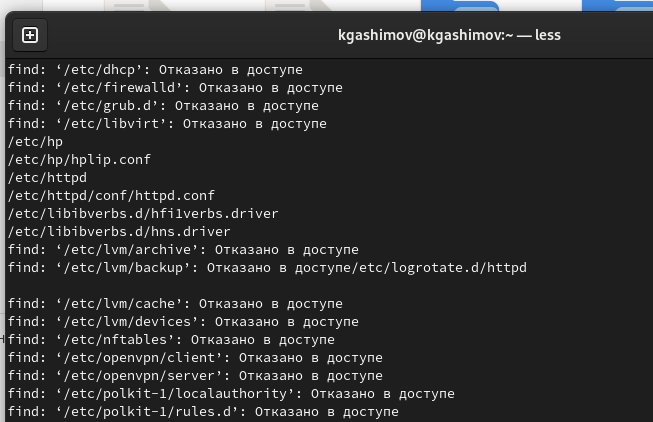 kgashimov@kgashimov:~ — less
find: ‘/etc/dhcp’: Отказано в доступе
find: ‘/etc/firewalld’: Отказано в доступе
find: ‘/etc/grub.d’: Отказано в доступе
find: ‘/etc/libvirt’: Отказано в доступе
/etc/hp
/etc/hp/hplip.conf
/etc/httpd
/etc/httpd/conf/httpd.conf
/etc/libibverbs.d/hfi1verbs.driver
/etc/libibverbs.d/hns.driver
find: ‘/etc/lvm/archive’: Отказано в доступе
find: ‘/etc/lvm/backup’: Отказано в доступе/etc/logrotate.d/httpd
find: ‘/etc/lvm/cache’: Отказано в доступе
find: ‘/etc/lvm/devices’: Отказано в доступе
find: ‘/etc/nftables’: Отказано в доступе
find: ‘/etc/openvpn/client’: Отказано в доступе
find: ‘/etc/openvpn/server’: Отказано в доступе
find: ‘/etc/polkit-1/localauthority’: Отказано в доступе
find: ‘/etc/polkit-1/rules.d’: Отказано в доступе